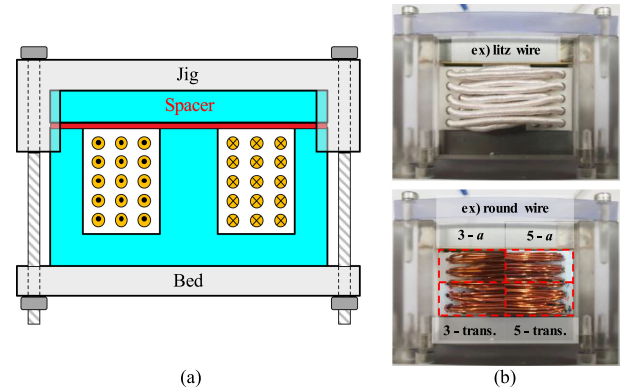 Jig
Spacer
Bed
(a)
ex) litz wire
ex) round wire
3 - a 5 - a
3 - trans. 5 - trans.
(b)